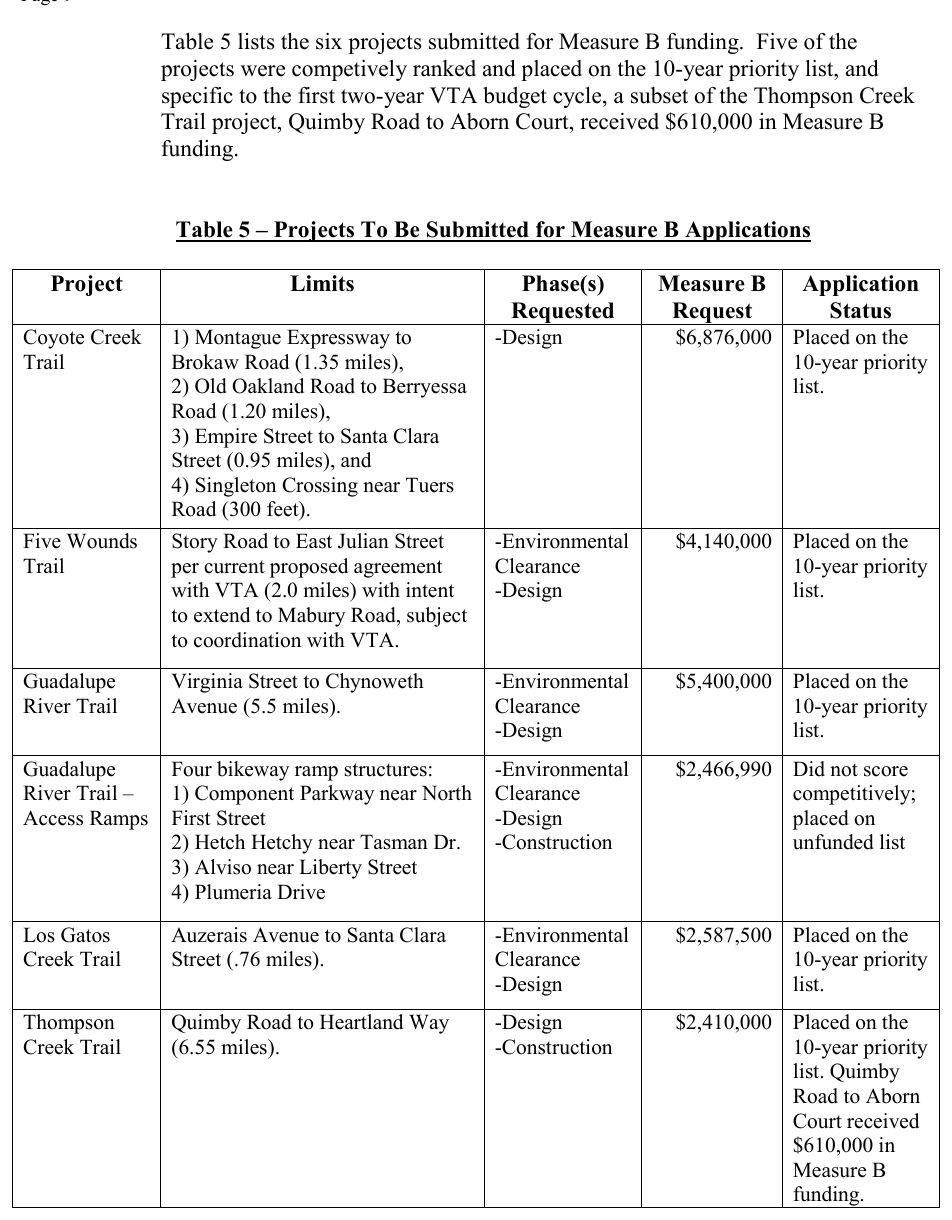 Table 5 lists the six projects submitted for Measure B funding.  Five of the
projects were competively ranked and placed on the 10-year priority list, and
specific to the first two-year VTA budget cycle, a subset of the Thompson Creek
Trail project, Quimby Road to Aborn Court, received $610,000 in Measure B
funding.
Table 5 – Projects To Be Submitted for Measure B Applications
Project
Limits
Phase(s)
Requested
Measure B
Request
Application
Status
Coyote Creek
Trail
1) Montague Expressway to
Brokaw Road (1.35 miles),
2) Old Oakland Road to Berryessa
Road (1.20 miles),
3) Empire Street to Santa Clara
Street (0.95 miles), and
4) Singleton Crossing near Tuers
Road (300 feet).
-Design
$6,876,000
Placed on the
10-year priority
list.
Five Wounds
Trail
Story Road to East Julian Street
per current proposed agreement
with VTA (2.0 miles) with intent
to extend to Mabury Road, subject
to coordination with VTA.
-Environmental
Clearance
-Design
$4,140,000
Placed on the
10-year priority
list.
Guadalupe
River Trail
Virginia Street to Chynoweth
Avenue (5.5 miles).
-Environmental
Clearance
-Design
$5,400,000
Placed on the
10-year priority
list.
Guadalupe
River Trail –
Access Ramps
Four bikeway ramp structures:
1) Component Parkway near North
First Street
2) Hetch Hetchy near Tasman Dr.
3) Alviso near Liberty Street
4) Plumeria Drive
-Environmental
Clearance
-Design
-Construction
$2,466,990
Did not score
competitively;
placed on
unfunded list
Los Gatos
Creek Trail
Auzerais Avenue to Santa Clara
Street (.76 miles).
-Environmental
Clearance
-Design
$2,587,500
Placed on the
10-year priority
list.
Thompson
Creek Trail
Quimby Road to Heartland Way
(6.55 miles).
-Design
-Construction
$2,410,000
Placed on the
10-year priority
list. Quimby
Road to Aborn
Court received
$610,000 in
Measure B
funding.